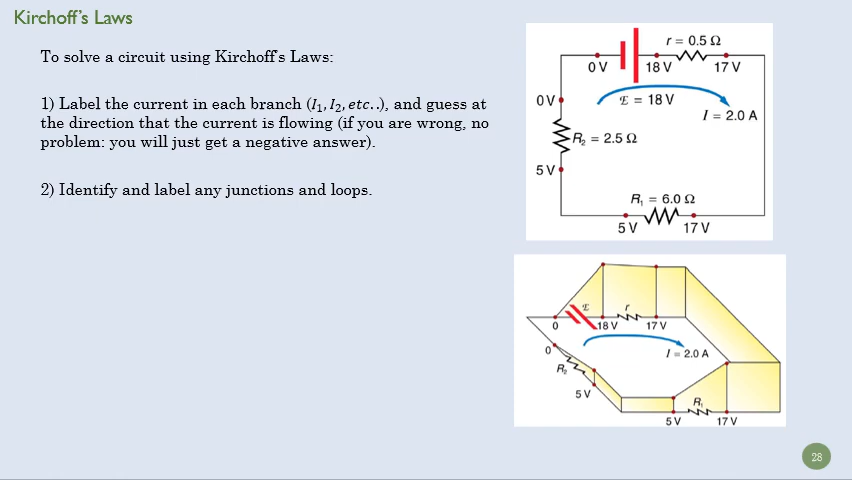 Kirchoff's Laws
To solve a circuit using Kirchoff's Laws:
1) Label the current in each branch (I₁, I₂, etc..), and guess at
the direction that the current is flowing (if you are wrong, no
problem: you will just get a negative answer).
2) Identify and label any junctions and loops.
r = 0.5 Ω
0 V
18 V
17 V
0 V
ℰ = 18 V
I = 2.0 A
R₂ = 2.5 Ω
5 V
R₁ = 6.0 Ω
5 V
17 V
ℰ
r
0
18 V
17 V
0
I = 2.0 A
R₂
5 V
R₁
5 V
17 V
28